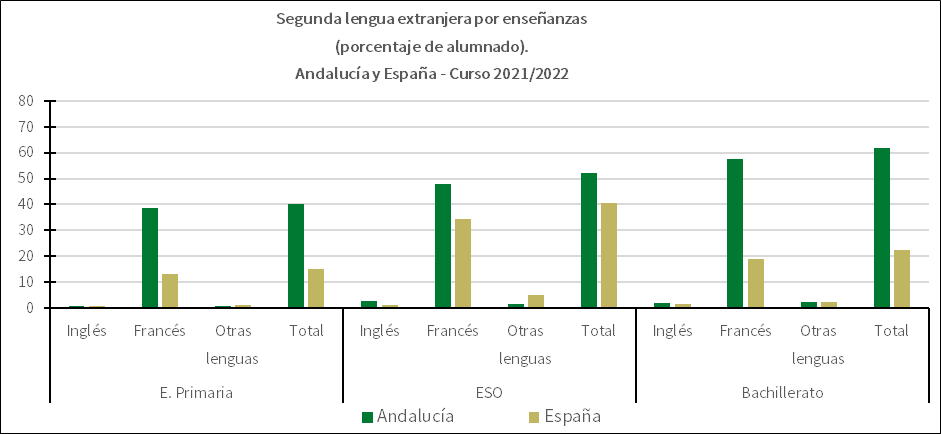 Segunda lengua extranjera por enseñanzas
(porcentaje de alumnado).
Andalucía y España - Curso 2021/2022
80
70
60
50
40
30
20
10
0
Inglés Francés Otras Total Inglés Francés Otras Total Inglés Francés Otras Total
lenguas lenguas lenguas
E. Primaria ESO Bachillerato
Andalucía España